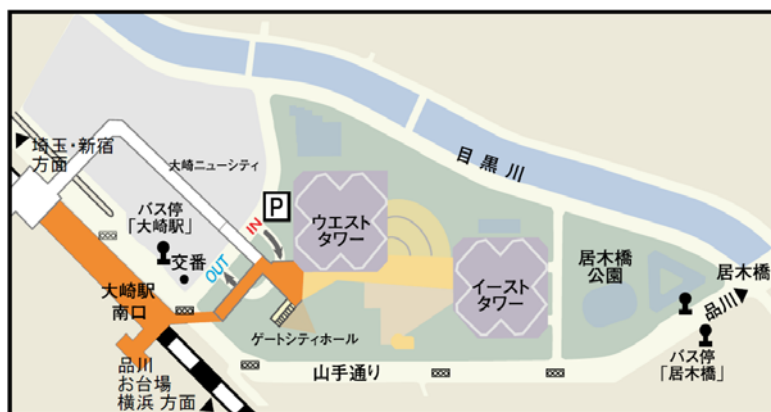 埼玉・新宿
方面
大崎ニューシティ
バス停
「大崎駅」
交番
大崎駅
南口
IN
P
OUT
ウエスト
タワー
目黒川
イースト
タワー
居木橋
公園
居木橋
品川
バス停
「居木橋」
ゲートシティホール
山手通り
品川
お台場
横浜 方面